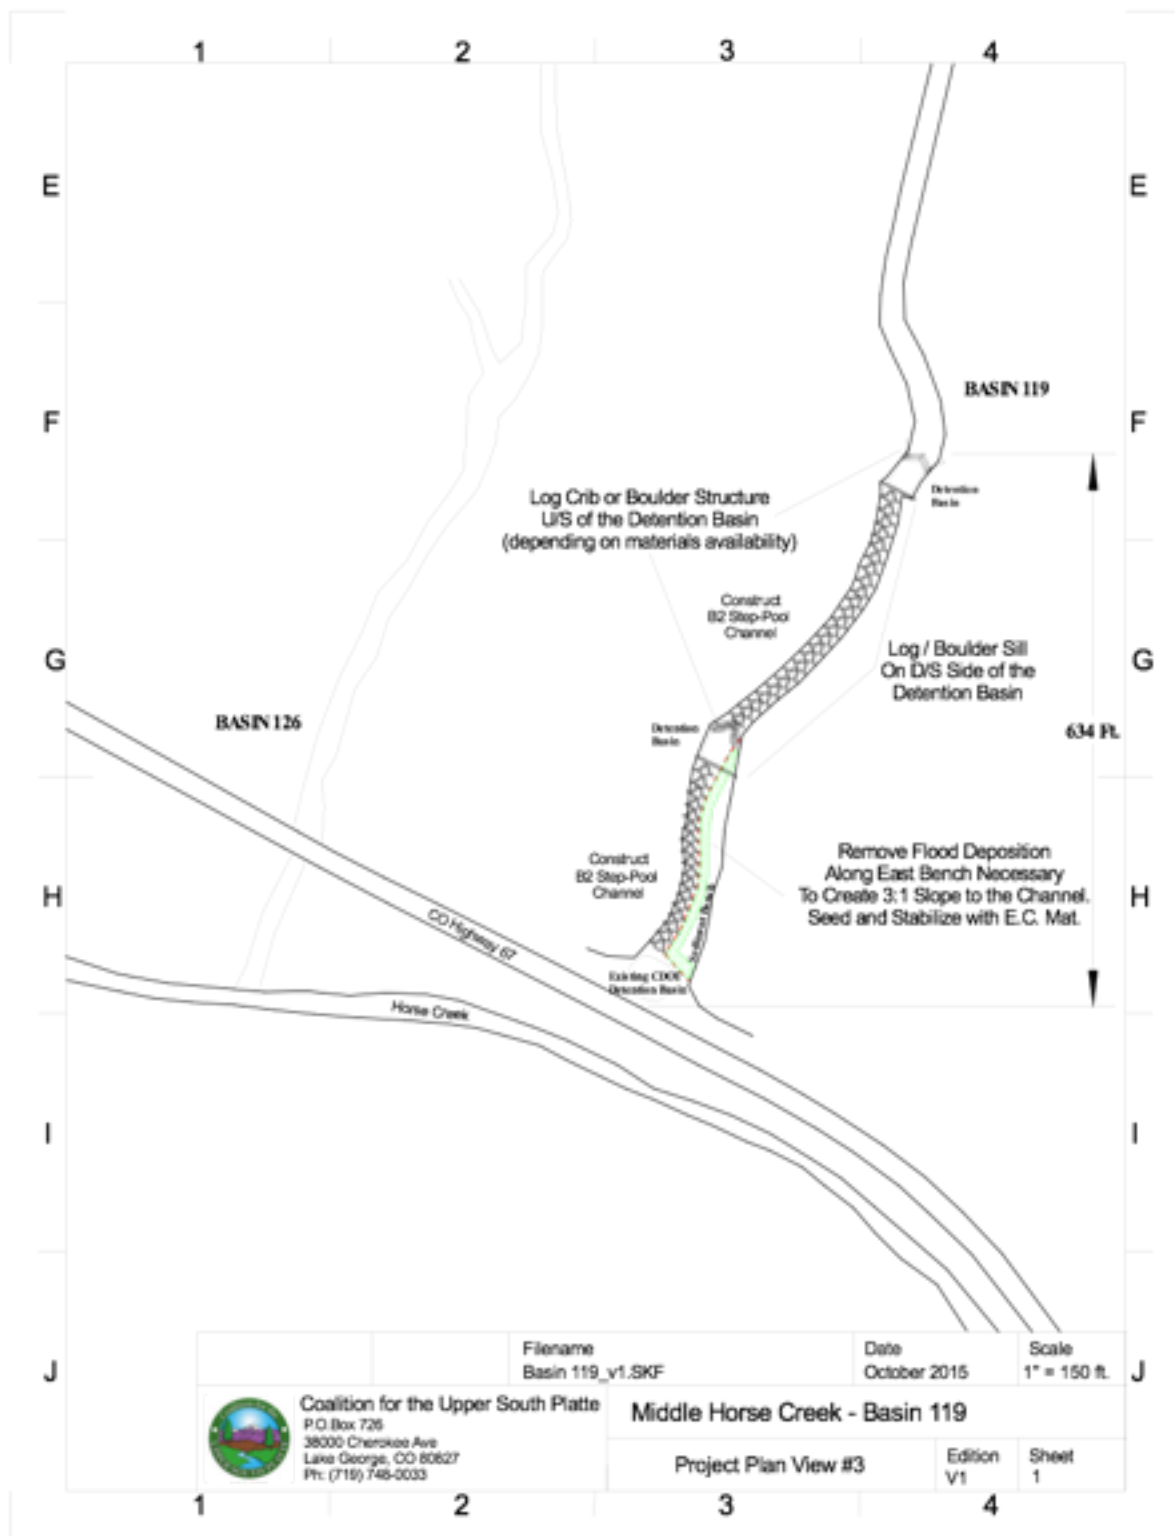 1 2 3 4
E E
BASIN 119
F F
Detention
Basin
Log Crib or Boulder Structure
U/S of the Detention Basin
(depending on materials availability)
Construct
B2 Step-Pool
Channel
Log / Boulder Sill
On D/S Side of the
Detention Basin
G G
BASIN 126
Detention
Basin
634 Ft.
Remove Flood Deposition
Along East Bench Necessary
To Create 3:1 Slope to the Channel.
Seed and Stabilize with E.C. Mat.
Construct
B2 Step-Pool
Channel
H H
CO Highway 67
Existing CDOT
Detention Basin
Horse Creek
I I
J J
Filename
Basin 119_v1.SKF
Date
October 2015
Scale
1" = 150 ft.
Coalition for the Upper South Platte
P.O.Box 726
38000 Cherokee Ave
Lake George, CO 80827
Ph: (719) 748-0033
Middle Horse Creek - Basin 119
Project Plan View #3
Edition
V1
Sheet
1
1 2 3 4